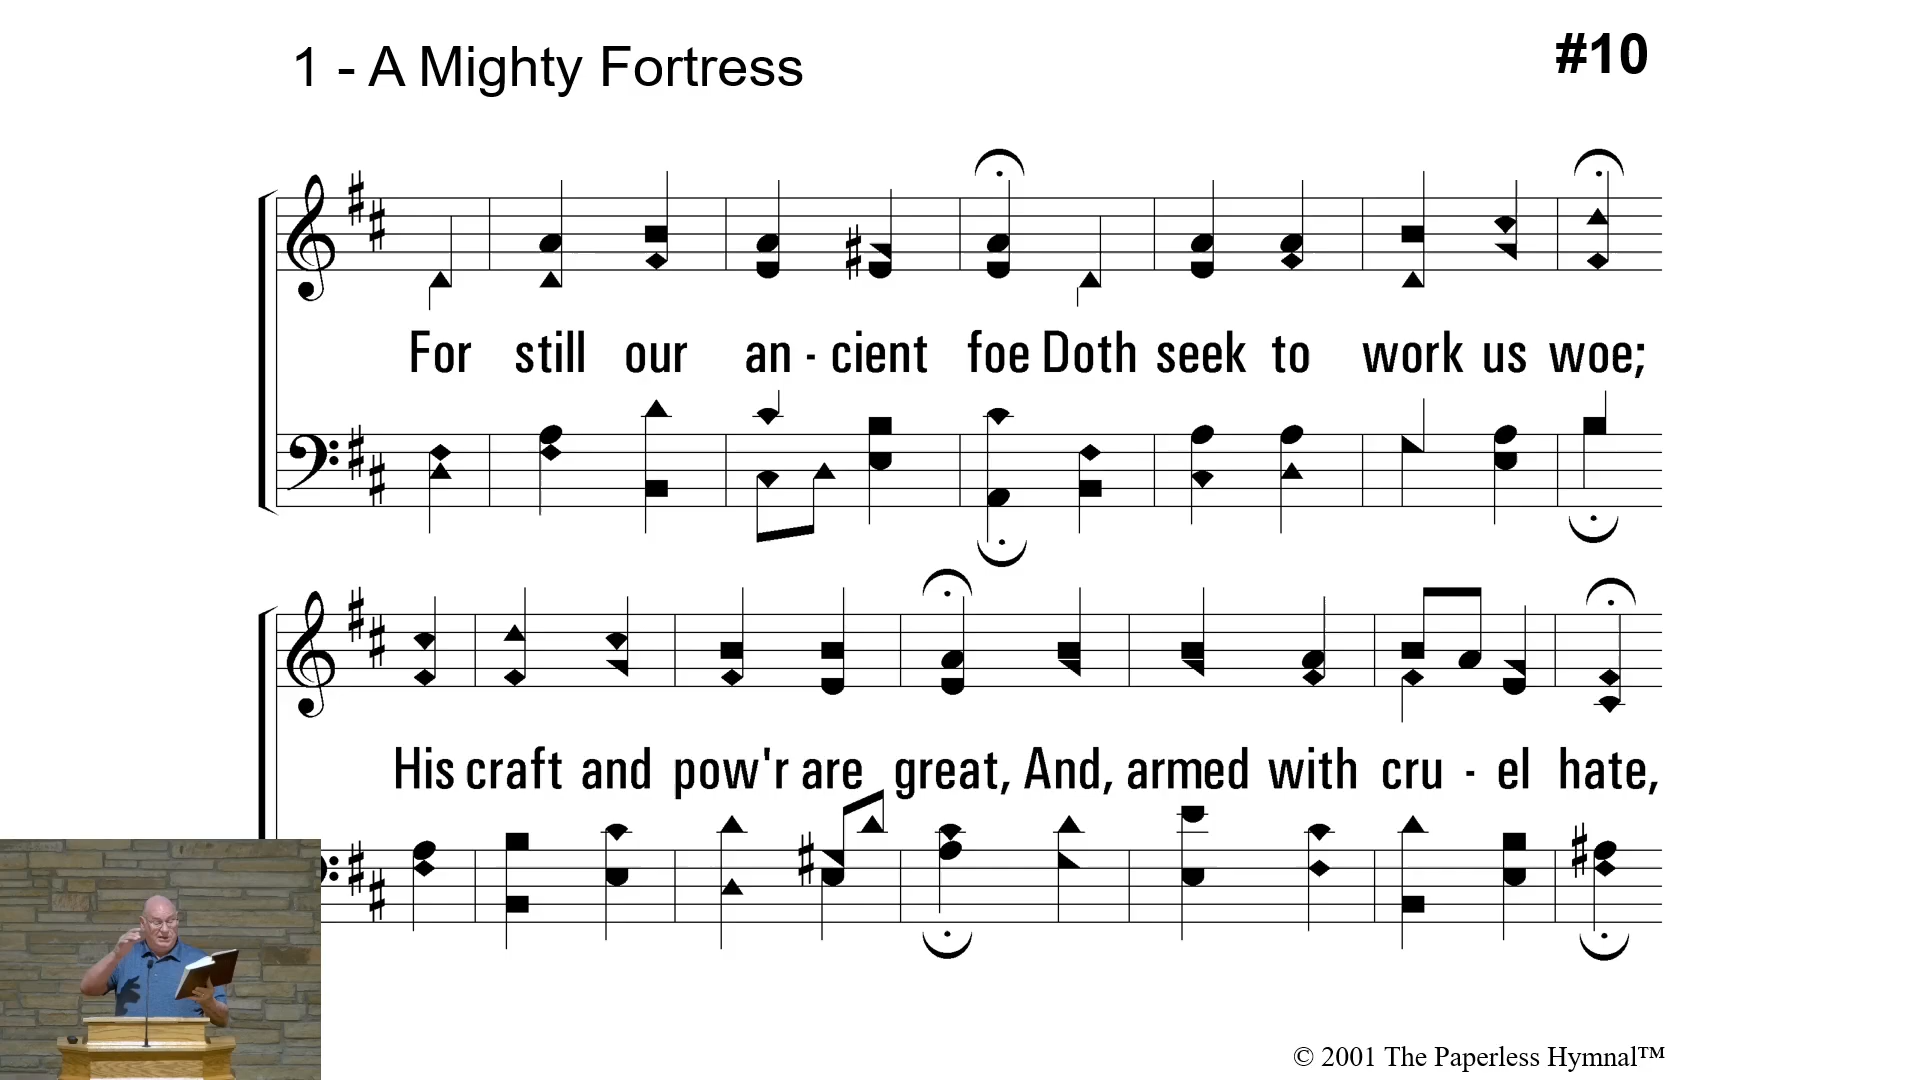 1 - A Mighty Fortress
#10
For still our an - cient foe Doth seek to work us woe;
His craft and pow'r are great, And, armed with cru - el hate,
© 2001 The Paperless Hymnal™